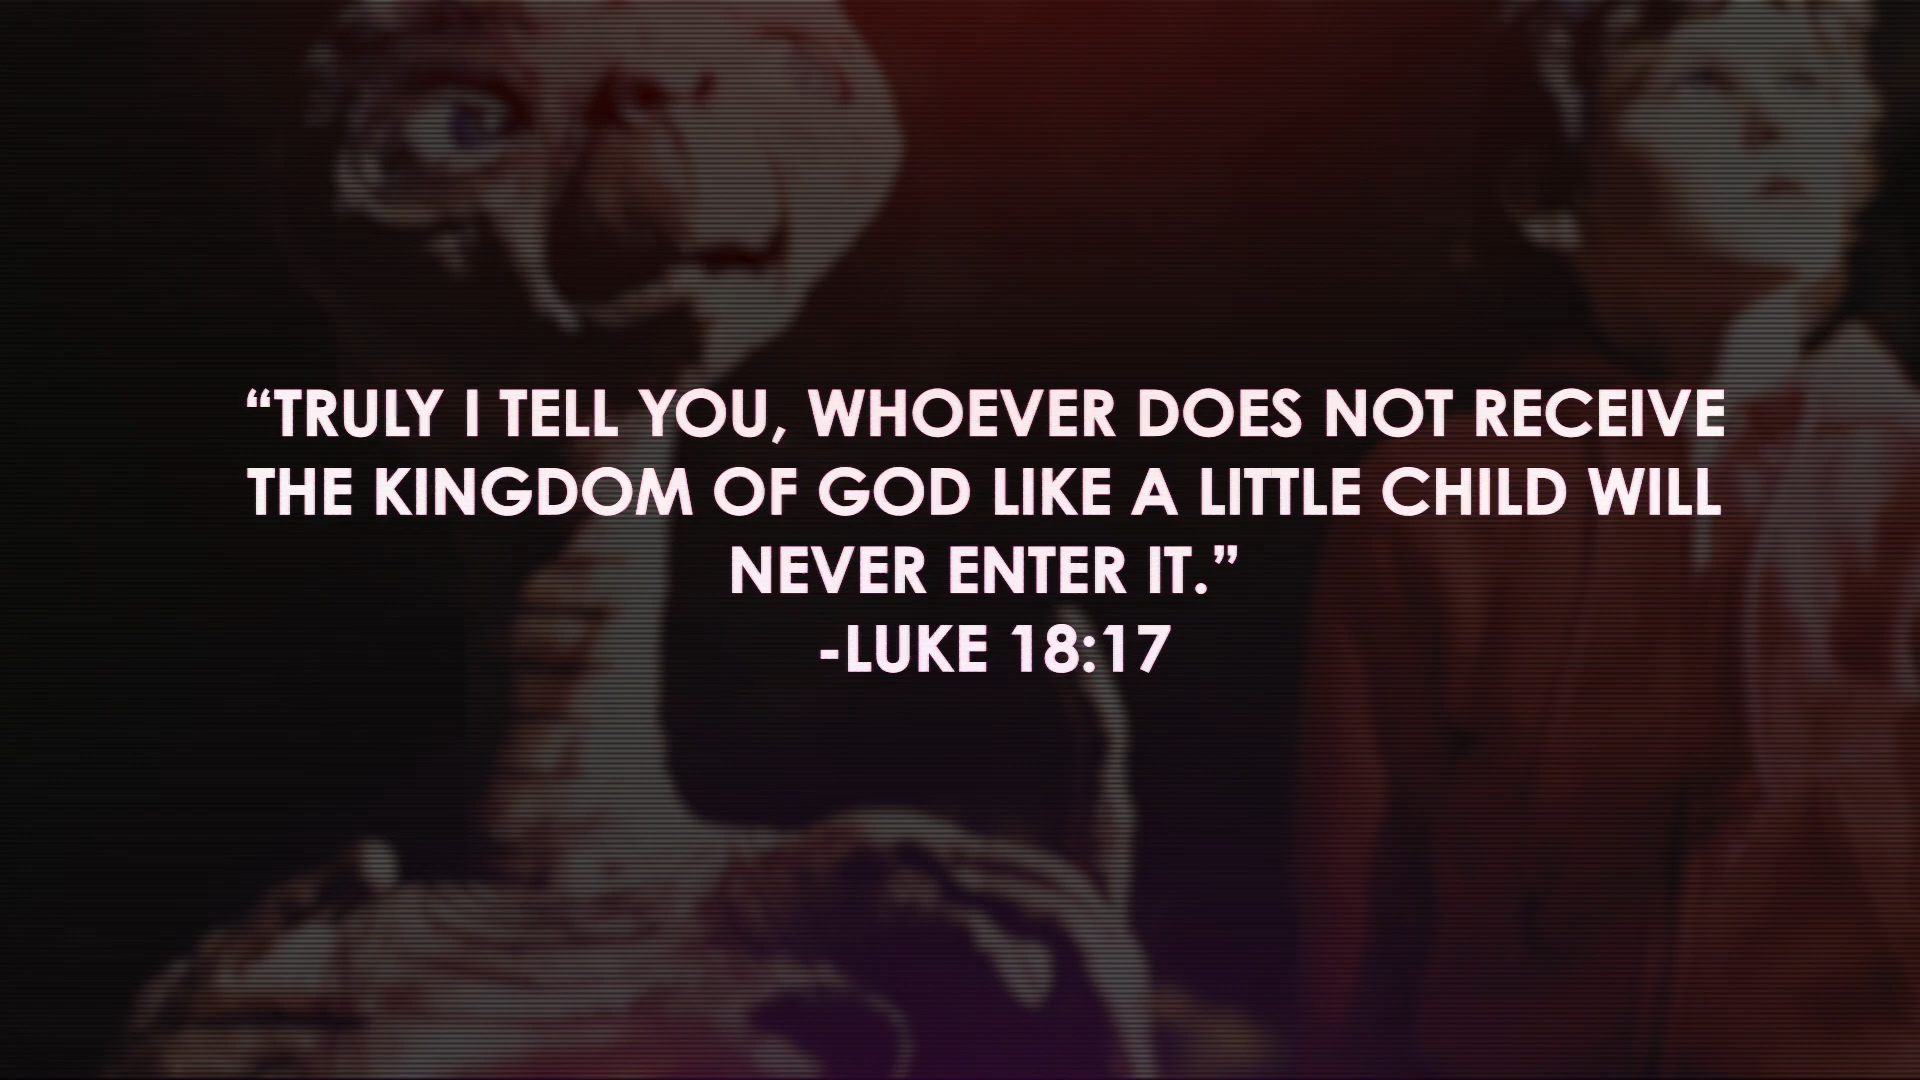 “TRULY I TELL YOU, WHOEVER DOES NOT RECEIVE
THE KINGDOM OF GOD LIKE A LITTLE CHILD WILL
NEVER ENTER IT.”
-LUKE 18:17